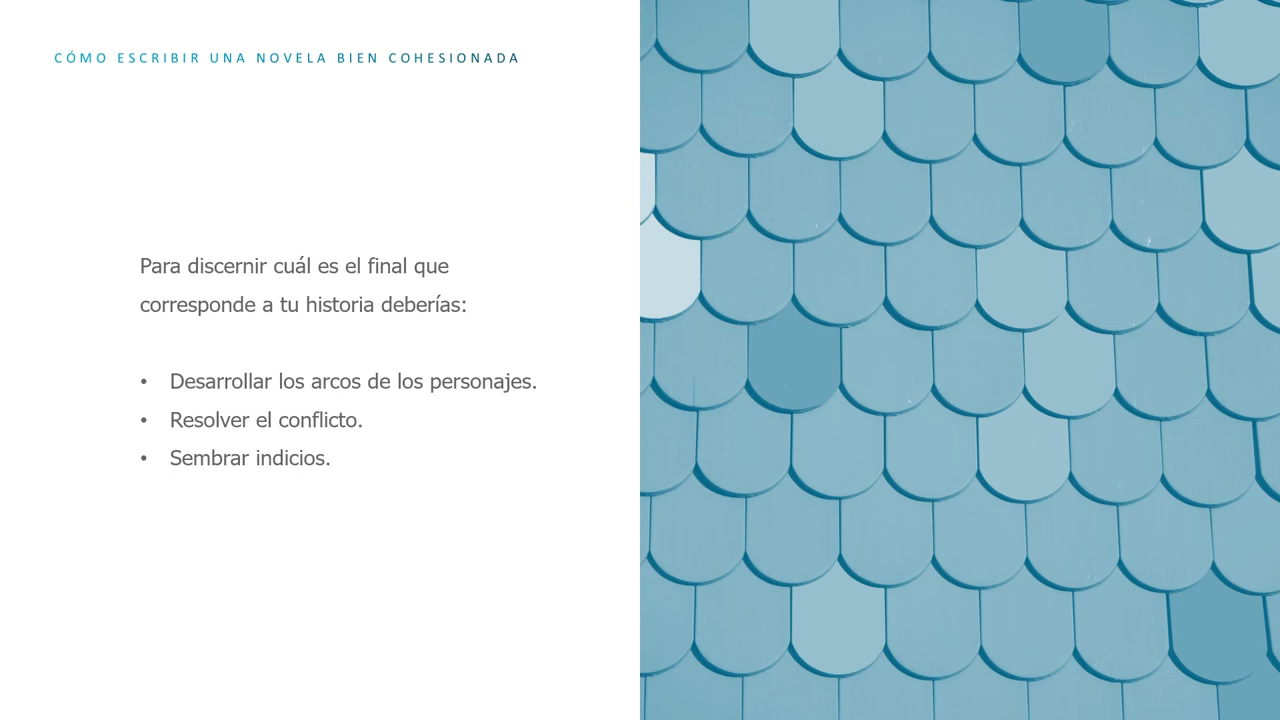 CÓMO ESCRIBIR UNA NOVELA BIEN COHESIONADA
Para discernir cuál es el final que
corresponde a tu historia deberías:
• Desarrollar los arcos de los personajes.
• Resolver el conflicto.
• Sembrar indicios.